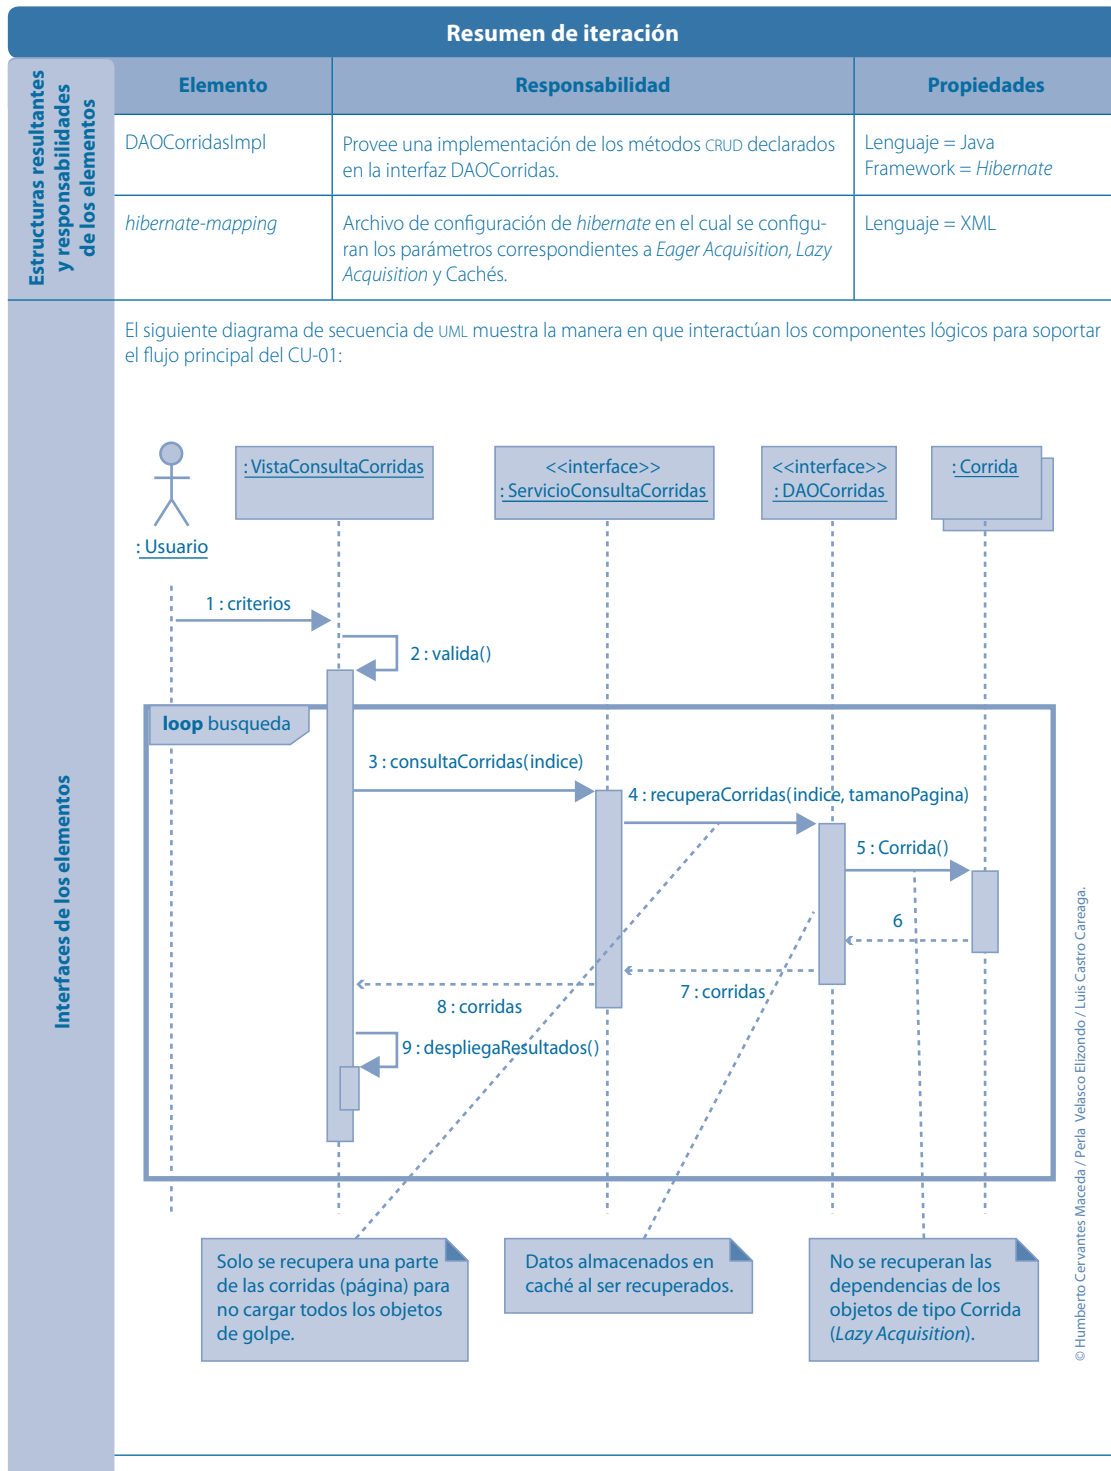 Resumen de iteración
Estructuras resultantes
y responsabilidades
de los elementos
Elemento
Responsabilidad
Propiedades
DAOCorridasImpl
Provee una implementación de los métodos CRUD declarados
en la interfaz DAOCorridas.
Lenguaje = Java
Framework = Hibernate
hibernate-mapping
Archivo de configuración de hibernate en el cual se configu-
ran los parámetros correspondientes a Eager Acquisition, Lazy
Acquisition y Cachés.
Lenguaje = XML
Interfaces de los elementos
El siguiente diagrama de secuencia de UML muestra la manera en que interactúan los componentes lógicos para soportar
el flujo principal del CU-01:
: Usuario
: VistaConsultaCorridas
<<interface>>
: ServicioConsultaCorridas
<<interface>>
: DAOCorridas
: Corrida
1 : criterios
2 : valida()
loop busqueda
3 : consultaCorridas(indice)
4 : recuperaCorridas(indice, tamanoPagina)
5 : Corrida()
6
7 : corridas
8 : corridas
9 : despliegaResultados()
Solo se recupera una parte
de las corridas (página) para
no cargar todos los objetos
de golpe.
Datos almacenados en
caché al ser recuperados.
No se recuperan las
dependencias de los
objetos de tipo Corrida
(Lazy Acquisition).
© Humberto Cervantes Maceda / Perla Velasco Elizondo / Luis Castro Careaga.